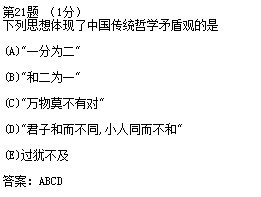 第21题 (1分)
下列思想体现了中国传统哲学矛盾观的是
(A)"一分为二"
(B)"和二为一"
(C)"万物莫不有对"
(D)"君子和而不同,小人同而不和"
(E)过犹不及
答案: ABCD